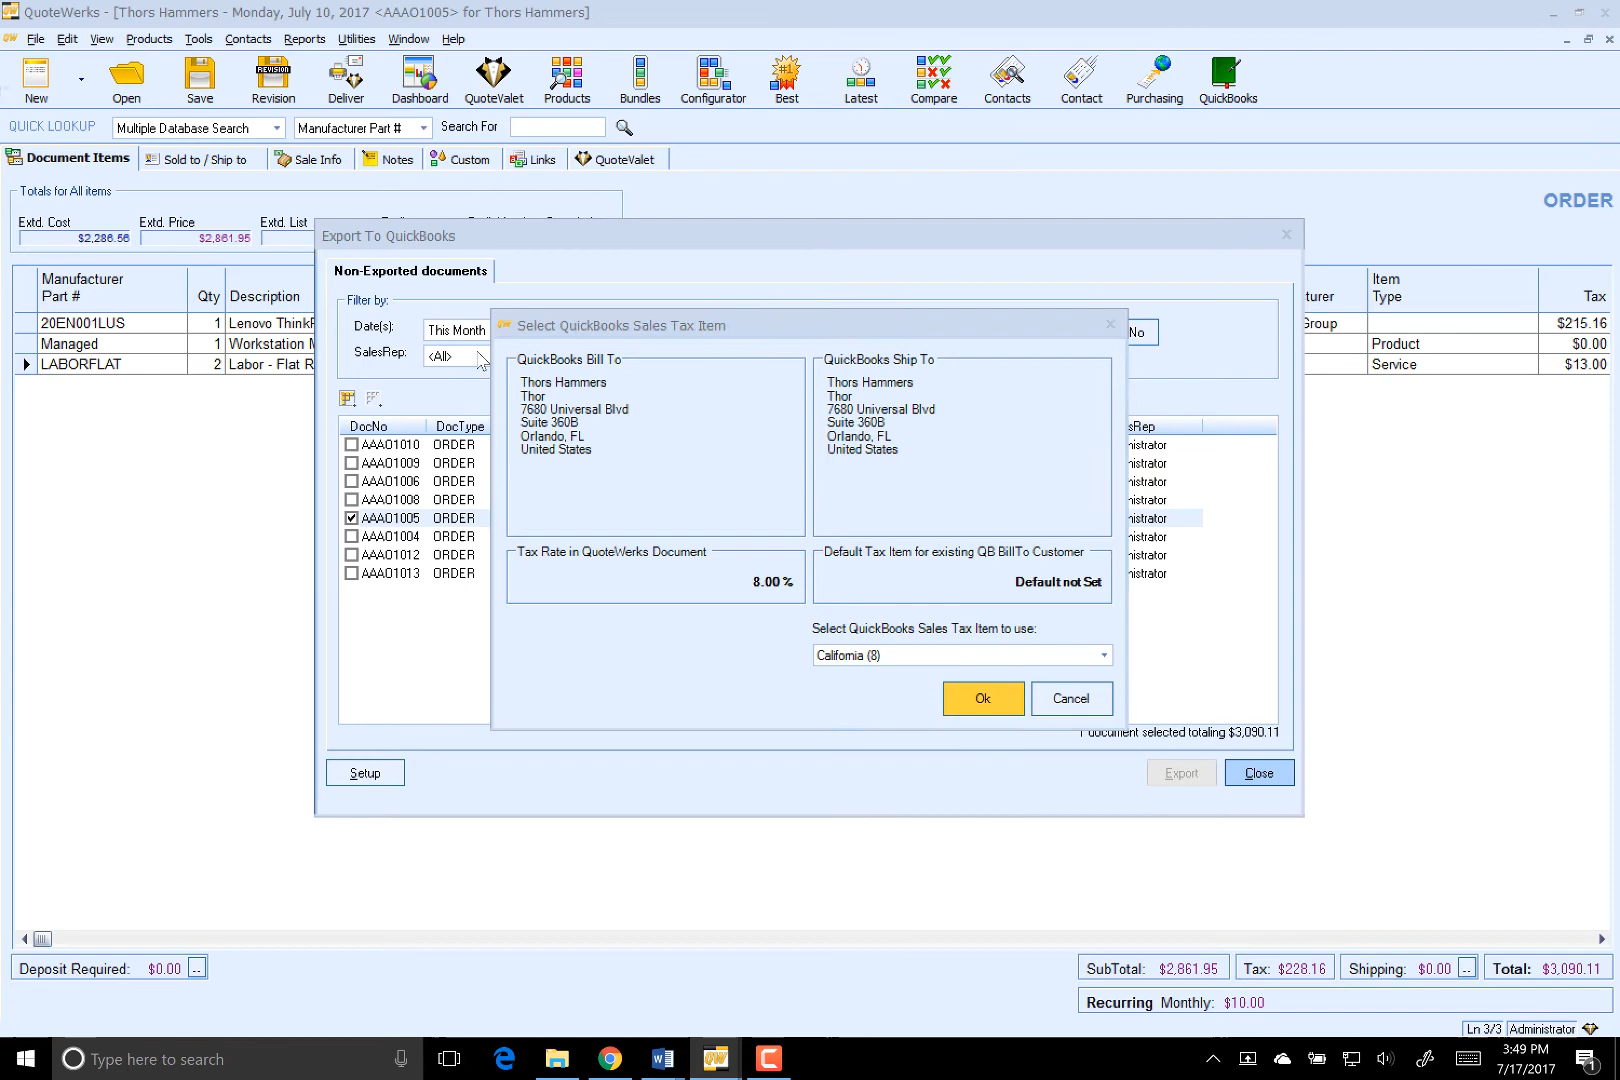 QuoteWerks - [Thors Hammers - Monday, July 10, 2017 <AAAO1005> for Thors Hammers]
File Edit View Products Tools Contacts Reports Utilities Window Help
New Open Save Revision Deliver Dashboard QuoteValet Products Bundles Configurator Best Latest Compare Contacts Contact Purchasing QuickBooks
QUICK LOOKUP Multiple Database Search Manufacturer Part # Search For
Document Items Sold to / Ship to Sale Info Notes Custom Links QuoteValet
Totals for All items
ORDER
Extd. Cost Extd. Price Extd. List
$2,286.56 $2,861.95
Export To QuickBooks
Manufacturer Part # Qty Description
Item Type Tax
20EN001LUS 1 Lenovo ThinkP
Group $215.16
Managed 1 Workstation M
Product $0.00
LABORFLAT 2 Labor - Flat R
Service $13.00
Non-Exported documents
Filter by:
Date(s): This Month
SalesRep: <All>
No
DocNo DocType
AAAO1010 ORDER
AAAO1009 ORDER
AAAO1006 ORDER
AAAO1008 ORDER
AAAO1005 ORDER
AAAO1004 ORDER
AAAO1012 ORDER
AAAO1013 ORDER
sRep
nistrator
nistrator
nistrator
nistrator
nistrator
nistrator
nistrator
nistrator
Select QuickBooks Sales Tax Item
QuickBooks Bill To
Thors Hammers
Thor
7680 Universal Blvd
Suite 360B
Orlando, FL
United States
QuickBooks Ship To
Thors Hammers
Thor
7680 Universal Blvd
Suite 360B
Orlando, FL
United States
Tax Rate in QuoteWerks Document
8.00 %
Default Tax Item for existing QB BillTo Customer
Default not Set
Select QuickBooks Sales Tax Item to use:
California (8)
Ok Cancel
1 document selected totaling $3,090.11
Setup Export Close
Deposit Required: $0.00 ..
SubTotal: $2,861.95 Tax: $228.16 Shipping: $0.00 .. Total: $3,090.11
Recurring Monthly: $10.00
Ln 3/3 Administrator
Type here to search
3:49 PM
7/17/2017
1